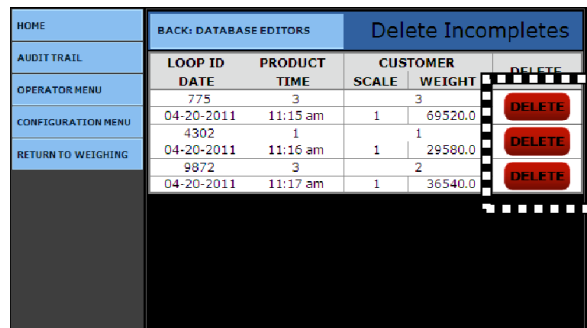 HOME
BACK: DATABASE EDITORS
Delete Incompletes
AUDIT TRAIL
OPERATOR MENU
CONFIGURATION MENU
RETURN TO WEIGHING
LOOP ID PRODUCT CUSTOMER DELETE
DATE TIME SCALE WEIGHT
775 3 3 DELETE
04-20-2011 11:15 am 1 69520.0
4302 1 1 DELETE
04-20-2011 11:16 am 1 29580.0
9872 3 2 DELETE
04-20-2011 11:17 am 1 36540.0